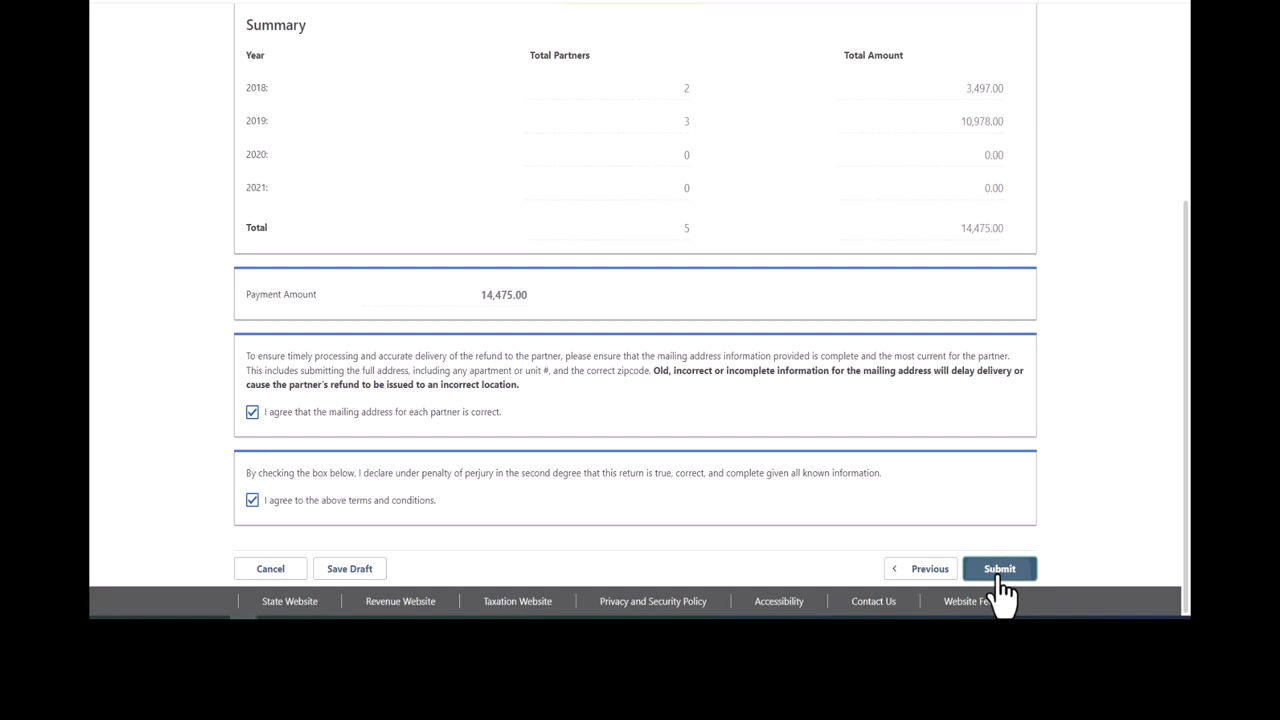 Summary
Year Total Partners Total Amount
2018: 2 3,497.00
2019: 3 10,978.00
2020: 0 0.00
2021: 0 0.00
Total 5 14,475.00
Payment Amount 14,475.00
To ensure timely processing and accurate delivery of the refund to the partner, please ensure that the mailing address information provided is complete and the most current for the partner.
This includes submitting the full address, including any apartment or unit #, and the correct zipcode. Old, incorrect or incomplete information for the mailing address will delay delivery or
cause the partner's refund to be issued to an incorrect location.
I agree that the mailing address for each partner is correct.
By checking the box below, I declare under penalty of perjury in the second degree that this return is true, correct, and complete given all known information.
I agree to the above terms and conditions.
Cancel Save Draft Previous Submit
State Website Revenue Website Taxation Website Privacy and Security Policy Accessibility Contact Us Website